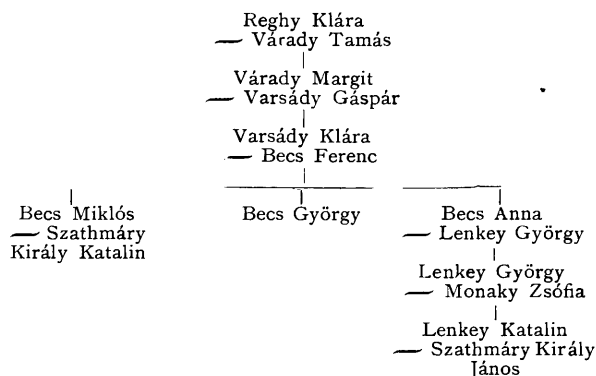 Reghy Klára
— Várady Tamás
Várady Margit
— Varsády Gáspár
Varsády Klára
— Becs Ferenc
Becs Miklós
— Szathmáry
Király Katalin
Becs György
Becs Anna
— Lenkey György
Lenkey György
— Monaky Zsófia
Lenkey Katalin
— Szathmáry Király
János